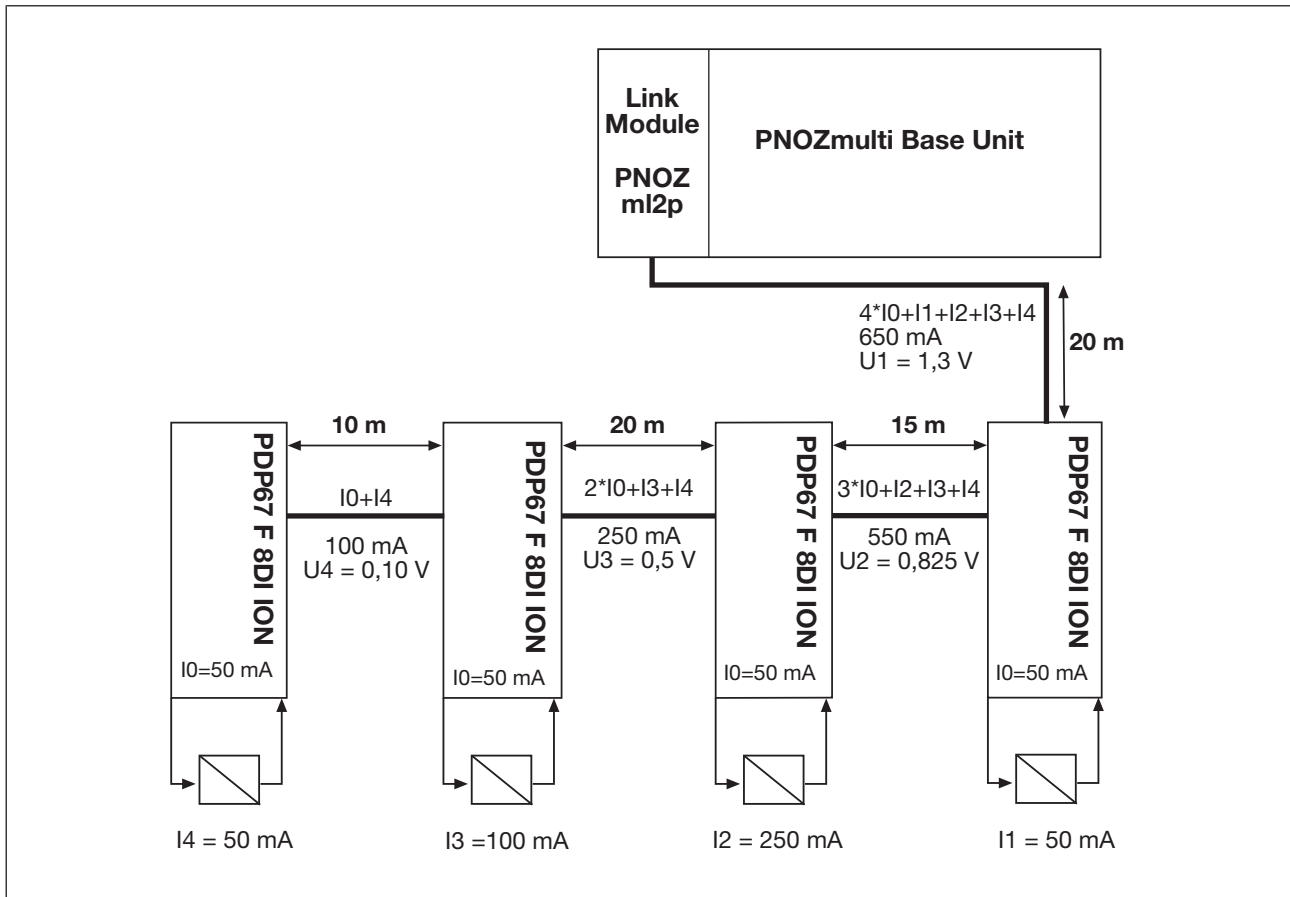 Link
Module
PNOZ
ml2p
PNOZmulti Base Unit
4*I0+I1+I2+I3+I4
650 mA
U1 = 1,3 V
20 m
10 m
20 m
15 m
PDP67 F 8DI ION
I0+I4
100 mA
U4 = 0,10 V
I0=50 mA
PDP67 F 8DI ION
2*I0+I3+I4
250 mA
U3 = 0,5 V
I0=50 mA
PDP67 F 8DI ION
3*I0+I2+I3+I4
550 mA
U2 = 0,825 V
I0=50 mA
PDP67 F 8DI ION
I0=50 mA
I4 = 50 mA
I3 =100 mA
I2 = 250 mA
I1 = 50 mA